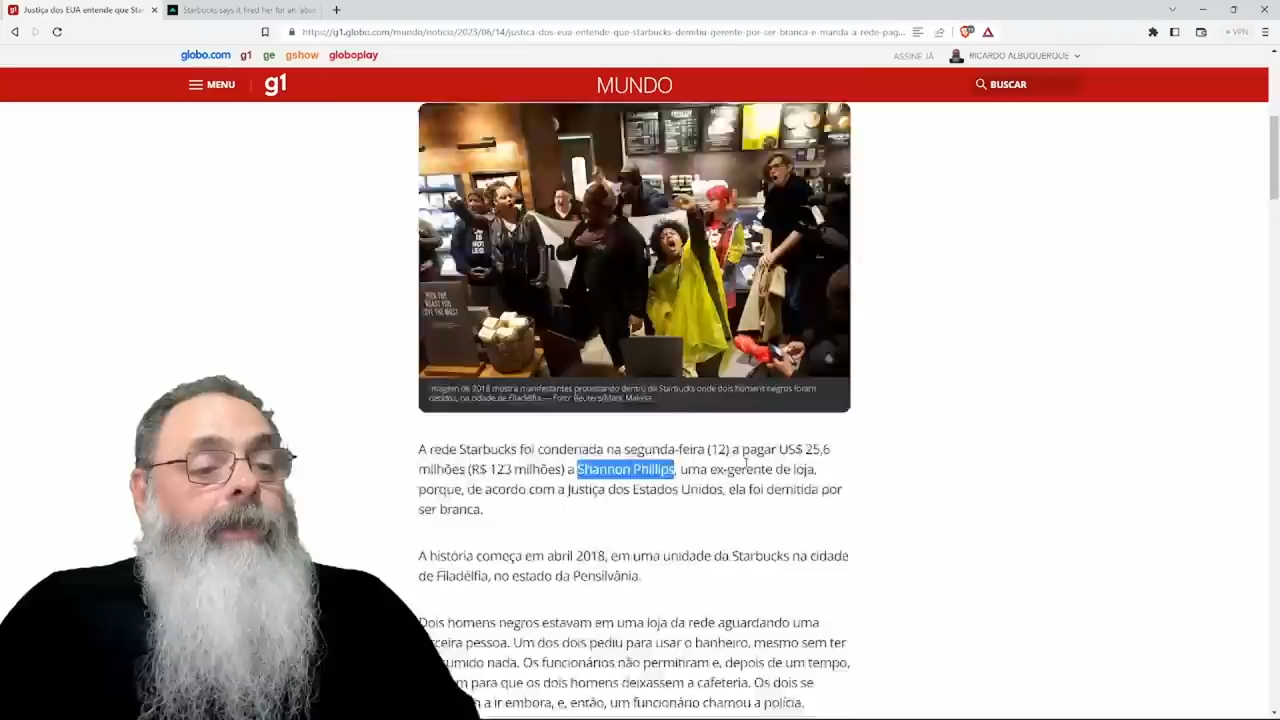 Justiça dos EUA entende que Star
Starbucks says it fired her for an 'abse
https://g1.globo.com/mundo/noticia/2023/06/14/justica-dos-eua-entende-que-starbucks-demitiu-gerente-por-ser-branca-e-manda-a-rede-pag...
VPN
globo.com g1 ge gshow globoplay
ASSINE JÁ RICARDO ALBUQUERQUE
MENU g1 MUNDO BUSCAR
Imagem de 2018 mostra manifestantes protestando dentro de Starbucks onde dois homens negros foram
detidos, na cidade de Filadélfia — Foto: Reuters/Mark Makela
A rede Starbucks foi condenada na segunda-feira (12) a pagar US$ 25,6
milhões (R$ 123 milhões) a Shannon Phillips, uma ex-gerente de loja,
porque, de acordo com a Justiça dos Estados Unidos, ela foi demitida por
ser branca.
A história começa em abril 2018, em uma unidade da Starbucks na cidade
de Filadélfia, no estado da Pensilvânia.
Dois homens negros estavam em uma loja da rede aguardando uma
rceira pessoa. Um dos dois pediu para usar o banheiro, mesmo sem ter
sumido nada. Os funcionários não permitiram e, depois de um tempo,
m para que os dois homens deixassem a cafeteria. Os dois se
a ir embora, e, então, um funcionário chamou a polícia.